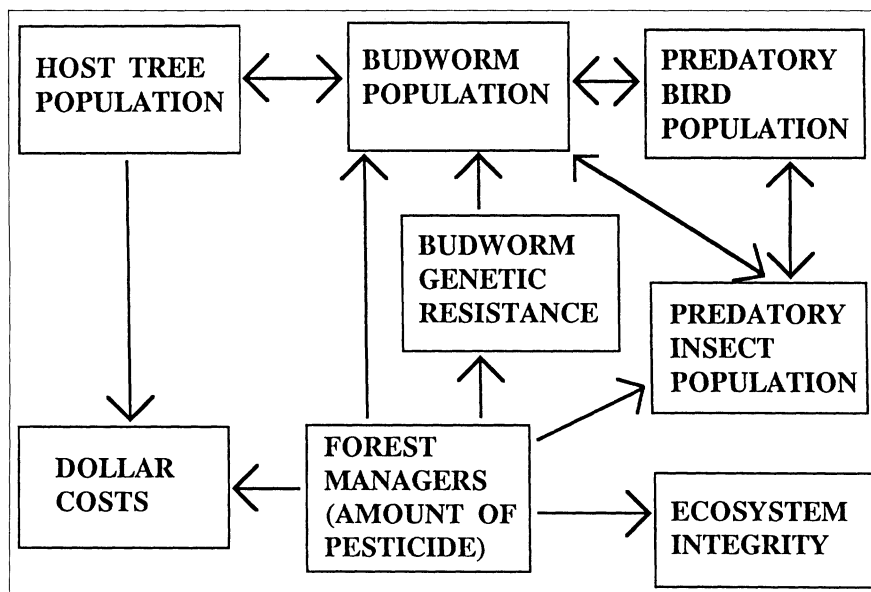 HOST TREE
POPULATION
BUDWORM
POPULATION
PREDATORY
BIRD
POPULATION
BUDWORM
GENETIC
RESISTANCE
PREDATORY
INSECT
POPULATION
DOLLAR
COSTS
FOREST
MANAGERS
(AMOUNT OF
PESTICIDE)
ECOSYSTEM
INTEGRITY